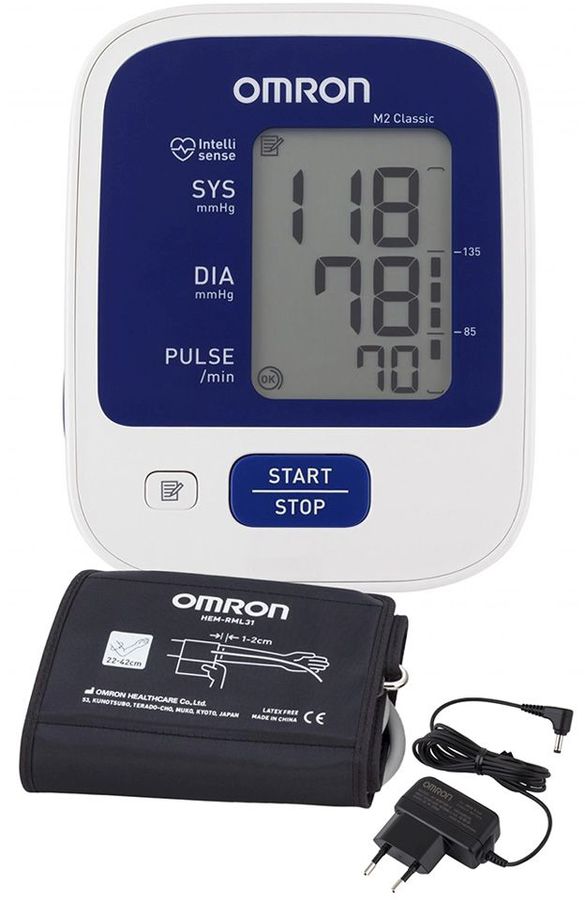 OMRON
M2 Classic
Intelli
sense
SYS
mmHg
118
135
DIA
mmHg
78
85
PULSE
/min
70
OK
START
STOP
OMRON
HEM-RML31
1-2cm
22-42cm
OMRON HEALTHCARE Co., Ltd.
53, KUNOTSUBO, TERADO-CHO, MUKO, KYOTO, JAPAN
LATEX FREE
MADE IN CHINA
CE
OMRON